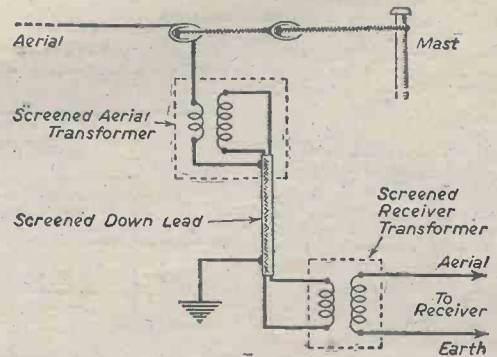 Aerial
Mast
Screened Aerial
Transformer
Screened Down Lead
Screened
Receiver
Transformer
Aerial
To
Receiver
Earth